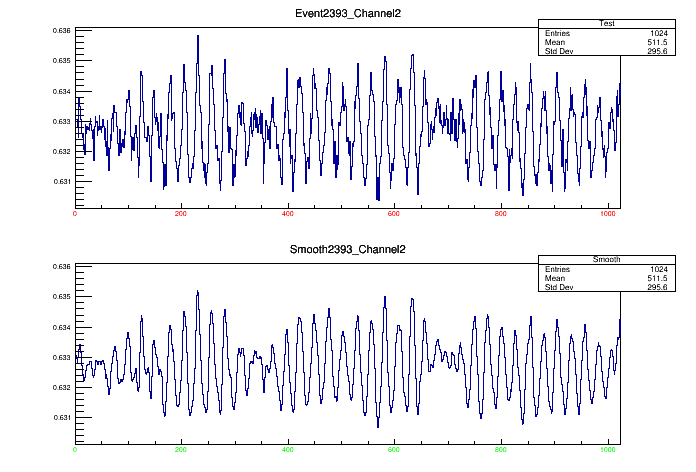 Event2393_Channel2
Test
Entries 1024
Mean 511.5
Std Dev 295.6
0.636
0.635
0.634
0.633
0.632
0.631
0 200 400 600 800 1000
Smooth2393_Channel2
Smooth
Entries 1024
Mean 511.5
Std Dev 295.6
0.636
0.635
0.634
0.633
0.632
0.631
0 200 400 600 800 1000